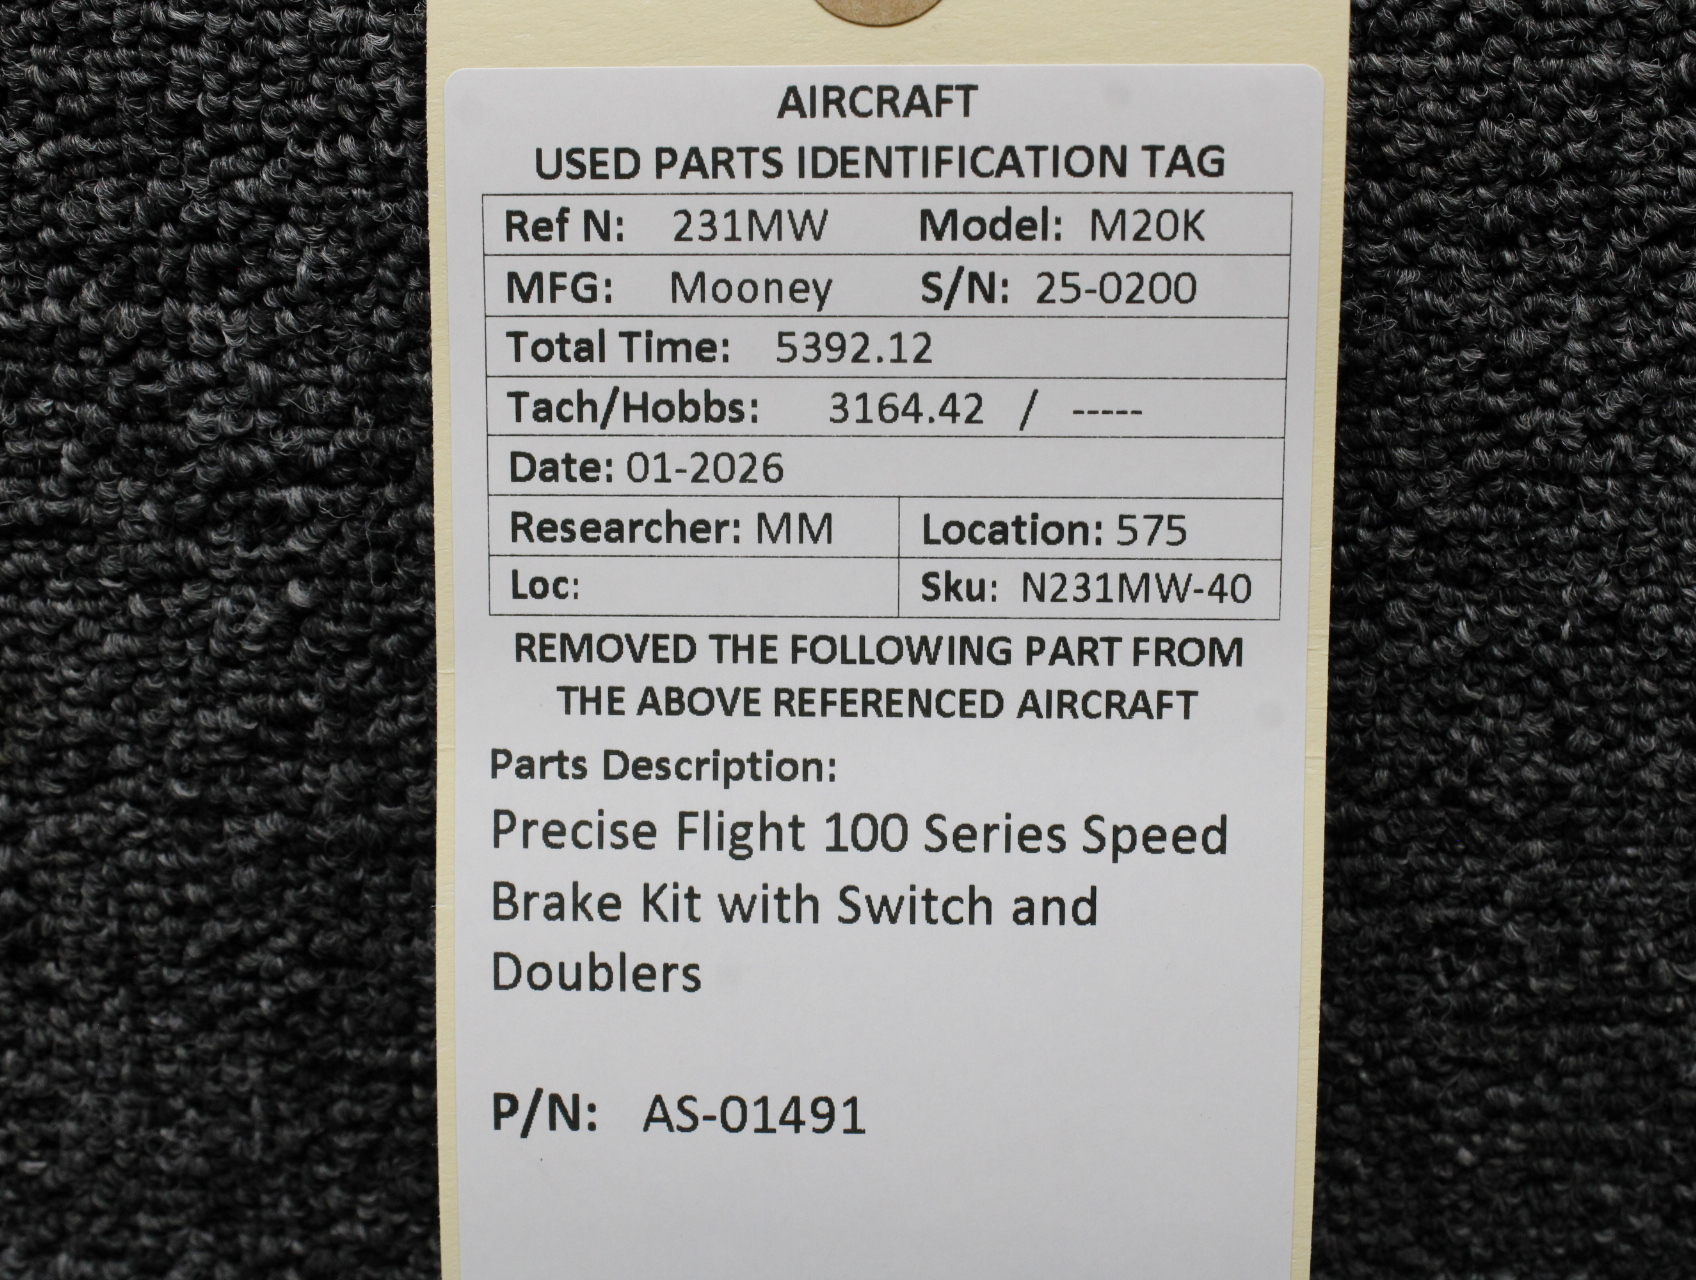 AIRCRAFT
USED PARTS IDENTIFICATION TAG
Ref N: 231MW Model: M20K
MFG: Mooney S/N: 25-0200
Total Time: 5392.12
Tach/Hobbs: 3164.42 / -----
Date: 01-2026
Researcher: MM Location: 575
Loc: Sku: N231MW-40
REMOVED THE FOLLOWING PART FROM
THE ABOVE REFERENCED AIRCRAFT
Parts Description:
Precise Flight 100 Series Speed
Brake Kit with Switch and
Doublers
P/N: AS-01491